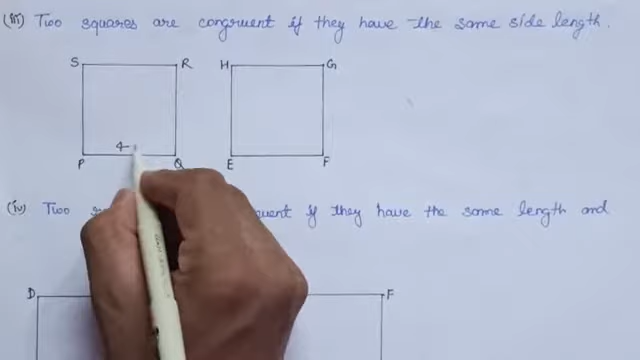 (iii) Two squares are congruent if they have the same side length.
S R H G
4
P Q E F
(iv) Two if they have the same length and
D F